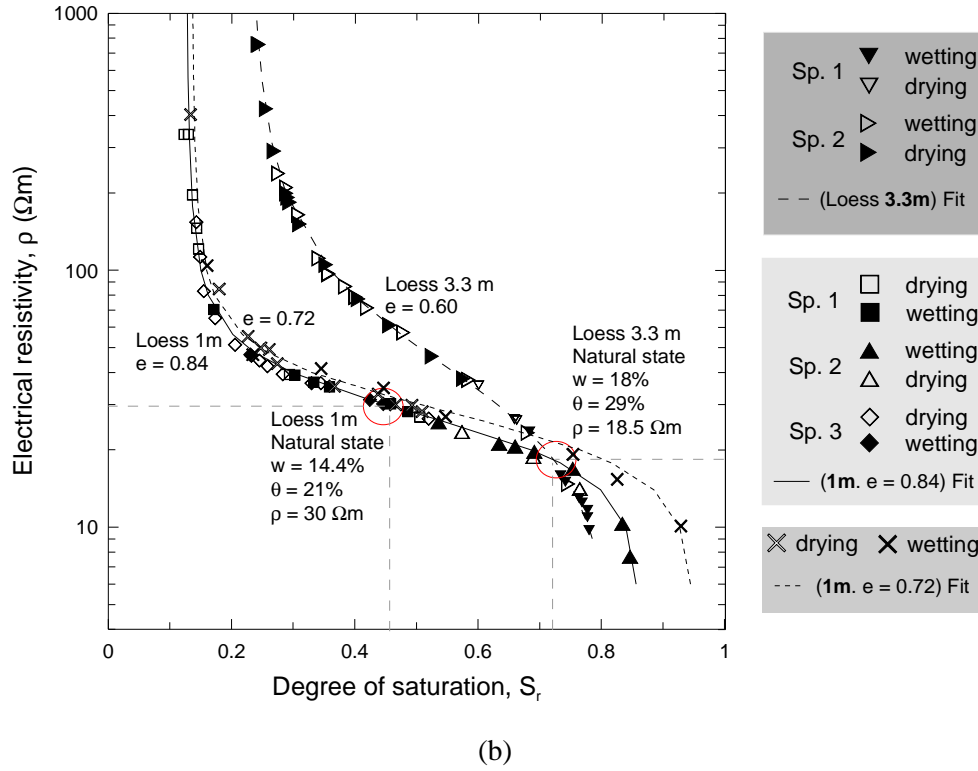 1000
100
10
Electrical resistivity, ρ (Ωm)
Loess 3.3 m
e = 0.60
e = 0.72
Loess 1m
e = 0.84
Loess 3.3 m
Natural state
w = 18%
θ = 29%
ρ = 18.5 Ωm
Loess 1m
Natural state
w = 14.4%
θ = 21%
ρ = 30 Ωm
0 0.2 0.4 0.6 0.8 1
Degree of saturation, Sr
Sp. 1 wetting
drying
Sp. 2 wetting
drying
(Loess 3.3m) Fit
Sp. 1 drying
wetting
Sp. 2 wetting
drying
Sp. 3 drying
wetting
(1m. e = 0.84) Fit
drying wetting
(1m. e = 0.72) Fit
(b)